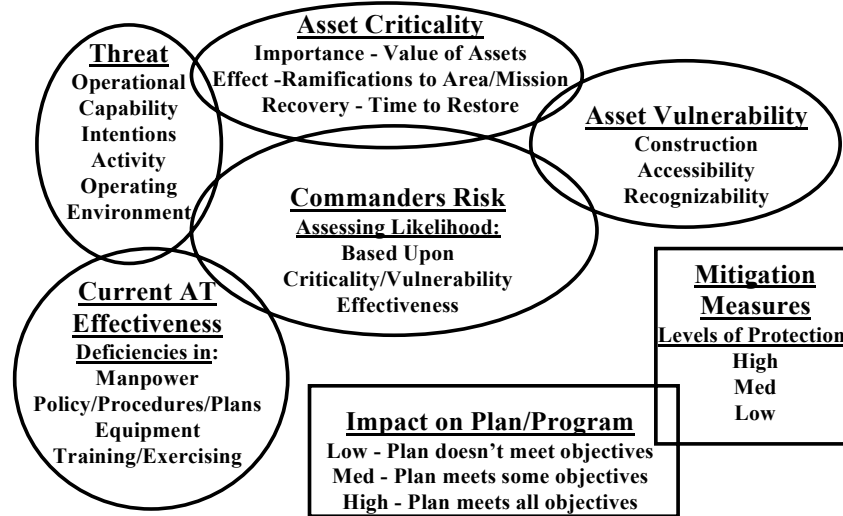 Threat
Operational
Capability
Intentions
Activity
Operating
Environment
Asset Criticality
Importance - Value of Assets
Effect -Ramifications to Area/Mission
Recovery - Time to Restore
Asset Vulnerability
Construction
Accessibility
Recognizability
Commanders Risk
Assessing Likelihood:
Based Upon
Criticality/Vulnerability
Effectiveness
Current AT
Effectiveness
Deficiencies in:
Manpower
Policy/Procedures/Plans
Equipment
Training/Exercising
Mitigation
Measures
Levels of Protection
High
Med
Low
Impact on Plan/Program
Low - Plan doesn’t meet objectives
Med - Plan meets some objectives
High - Plan meets all objectives